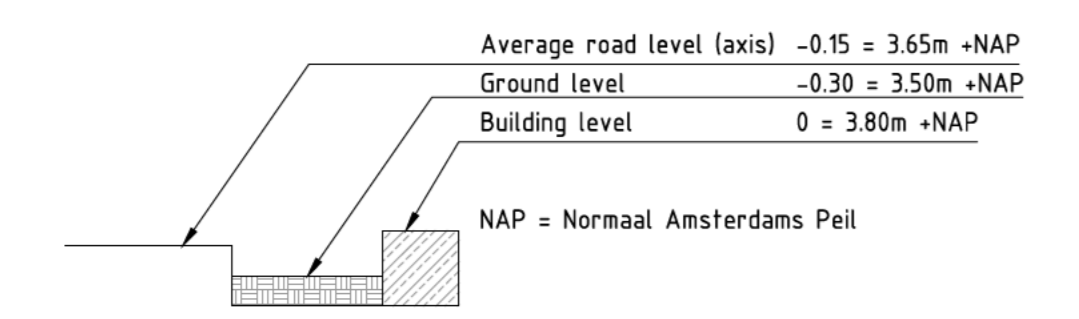 Average road level (axis) -0.15 = 3.65m +NAP
Ground level -0.30 = 3.50m +NAP
Building level 0 = 3.80m +NAP
NAP = Normaal Amsterdams Peil